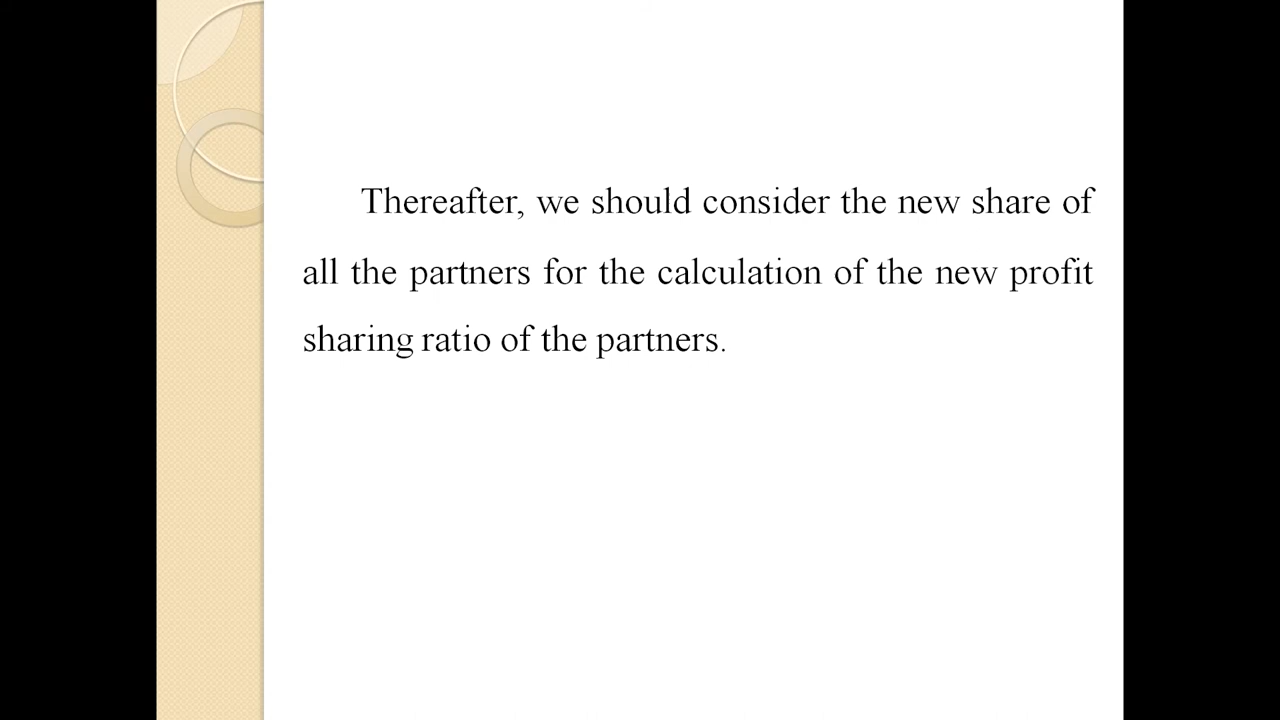 Thereafter, we should consider the new share of
all the partners for the calculation of the new profit
sharing ratio of the partners.